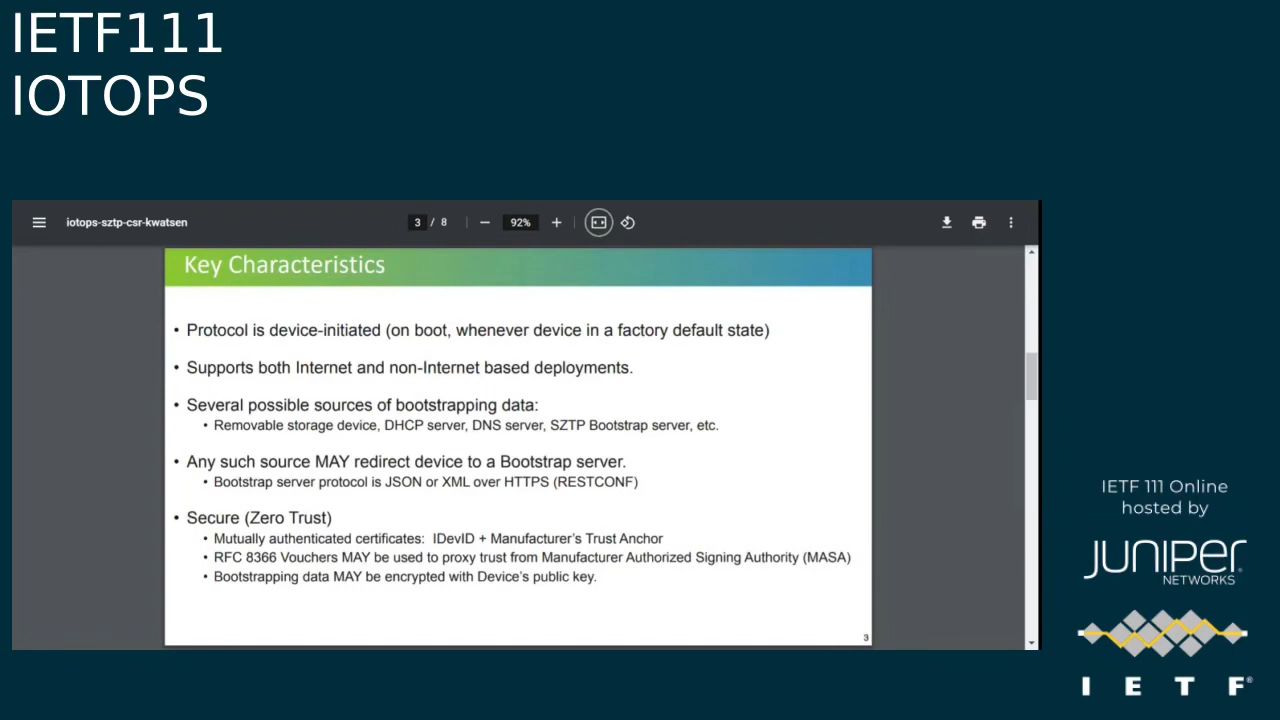 IETF111
IOTOPS
iotops-sztp-csr-kwatsen
3 / 8
92%
Key Characteristics
• Protocol is device-initiated (on boot, whenever device in a factory default state)
• Supports both Internet and non-Internet based deployments.
• Several possible sources of bootstrapping data:
• Removable storage device, DHCP server, DNS server, SZTP Bootstrap server, etc.
• Any such source MAY redirect device to a Bootstrap server.
• Bootstrap server protocol is JSON or XML over HTTPS (RESTCONF)
• Secure (Zero Trust)
• Mutually authenticated certificates: IDevID + Manufacturer's Trust Anchor
• RFC 8366 Vouchers MAY be used to proxy trust from Manufacturer Authorized Signing Authority (MASA)
• Bootstrapping data MAY be encrypted with Device's public key.
3
IETF 111 Online
hosted by
JUNIPER
NETWORKS
I E T F®